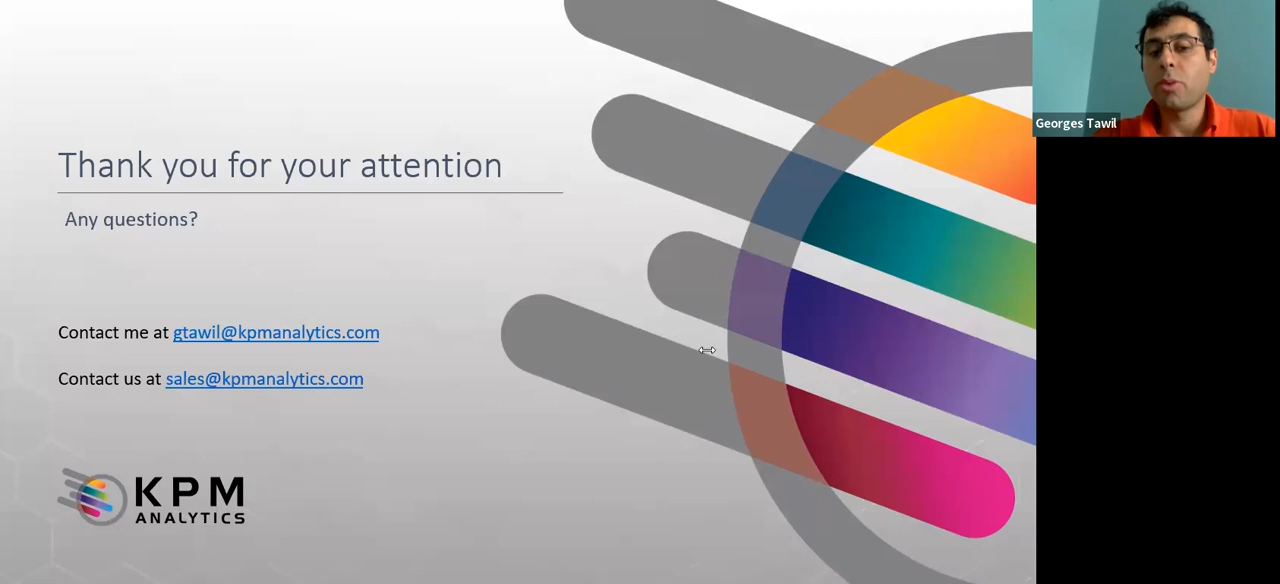 Thank you for your attention
Any questions?
Contact me at gtawil@kpmanalytics.com
Contact us at sales@kpmanalytics.com
KPM
ANALYTICS
Georges Tawil